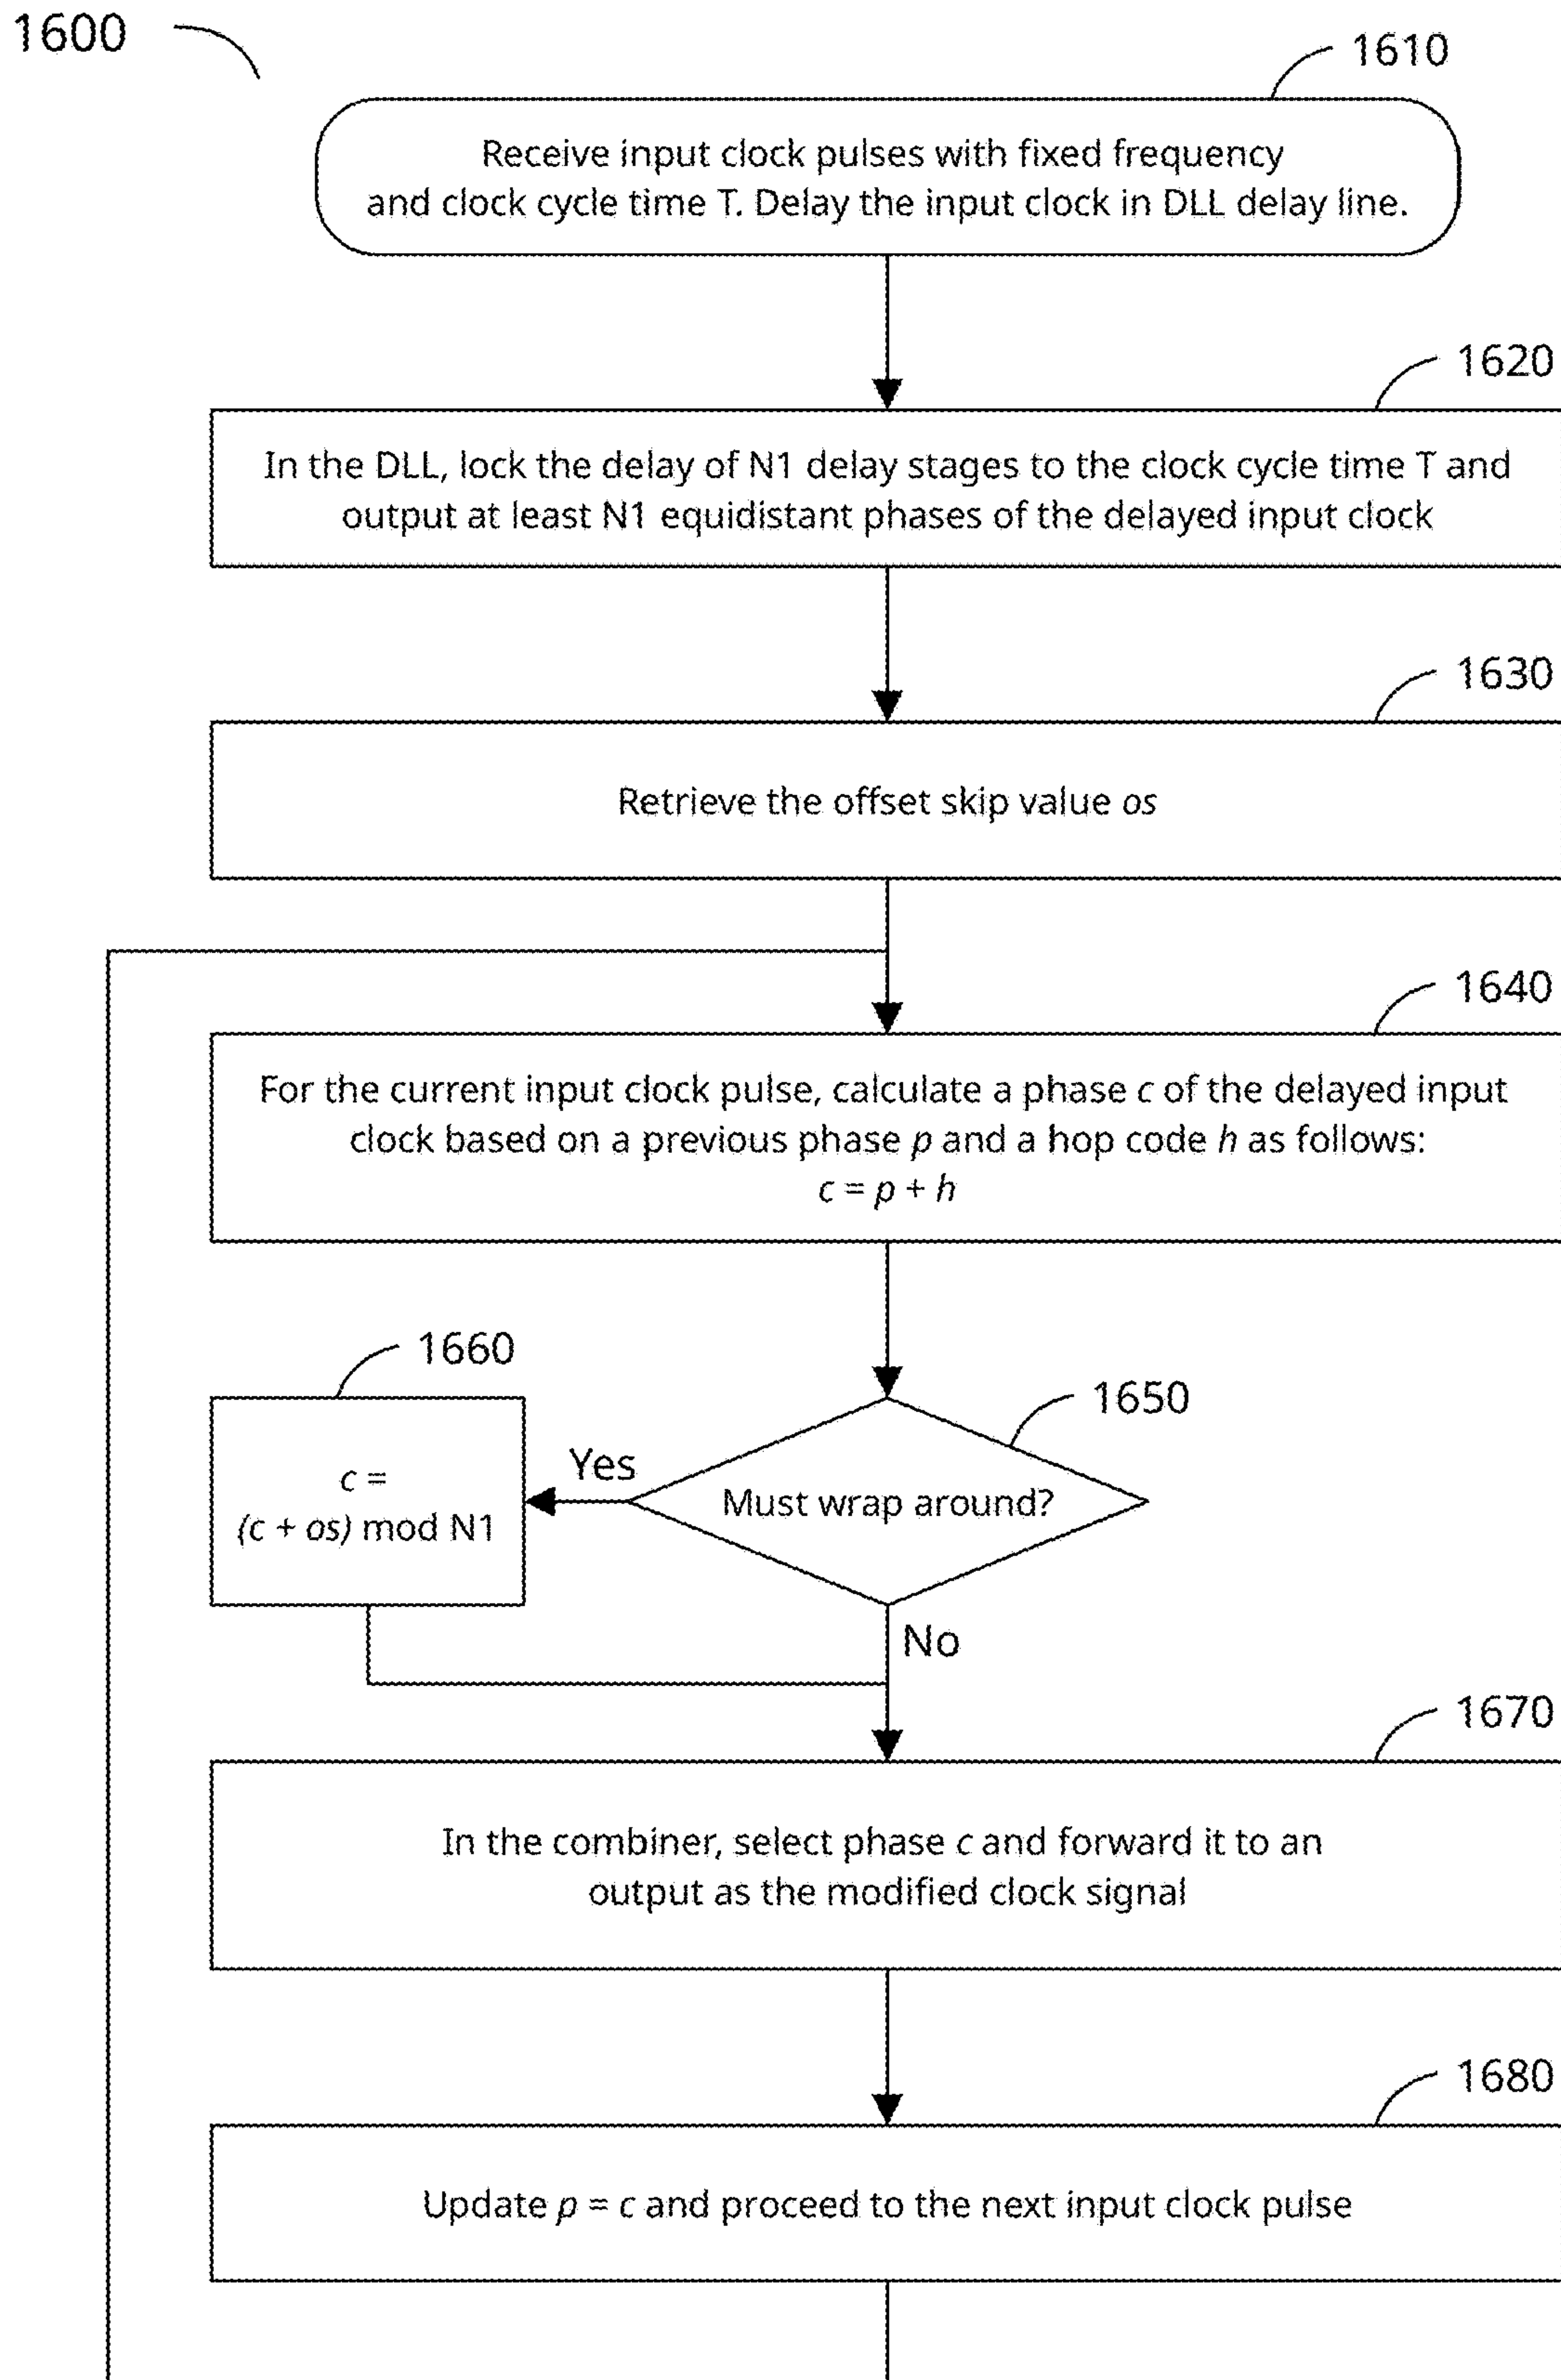 1600
1610
Receive input clock pulses with fixed frequency
and clock cycle time T. Delay the input clock in DLL delay line.
1620
In the DLL, lock the delay of N1 delay stages to the clock cycle time T and
output at least N1 equidistant phases of the delayed input clock
1630
Retrieve the offset skip value os
1640
For the current input clock pulse, calculate a phase c of the delayed input
clock based on a previous phase p and a hop code h as follows:
c = p + h
1660
1650
Yes
c =
(c + os) mod N1
Must wrap around?
No
1670
In the combiner, select phase c and forward it to an
output as the modified clock signal
1680
Update p = c and proceed to the next input clock pulse